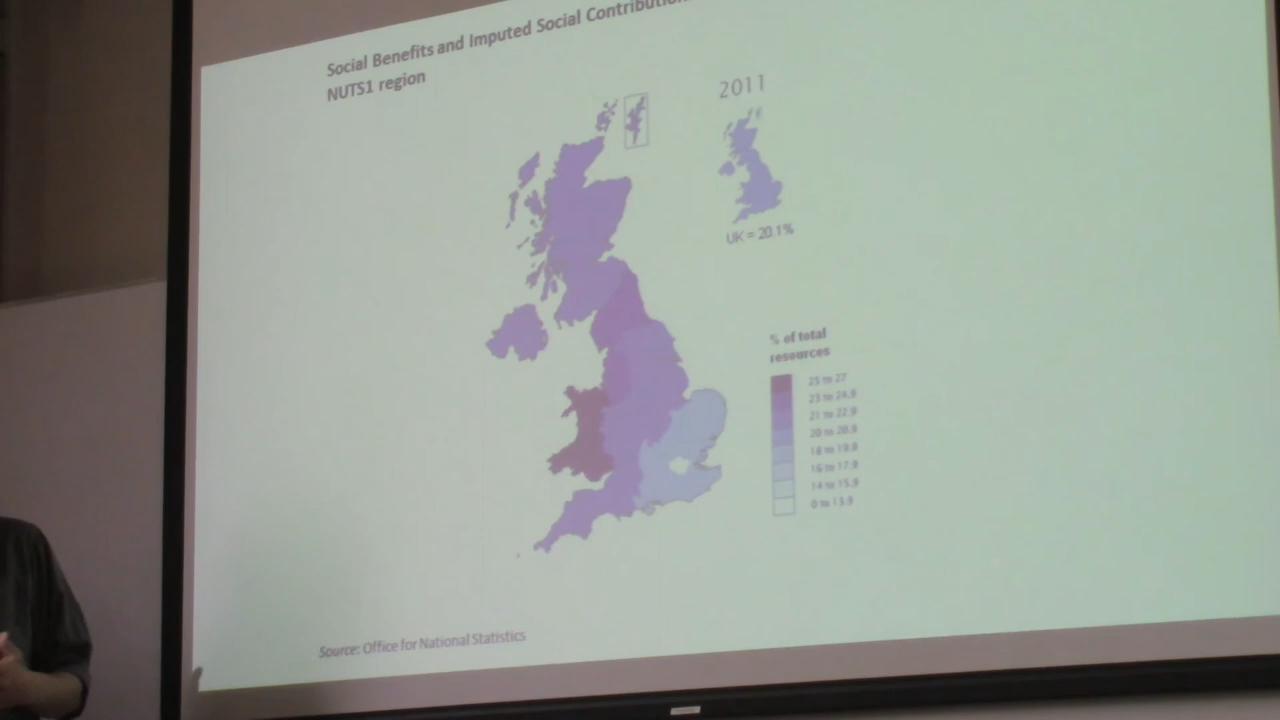 Social Benefits and Imputed Social
NUTS1 region
2011
UK = 20.1%
% of total
resources
25 to 27
23 to 24.9
21 to 22.9
20 to 20.9
18 to 19.9
16 to 17.9
14 to 15.9
0 to 13.9
Source: Office for National Statistics